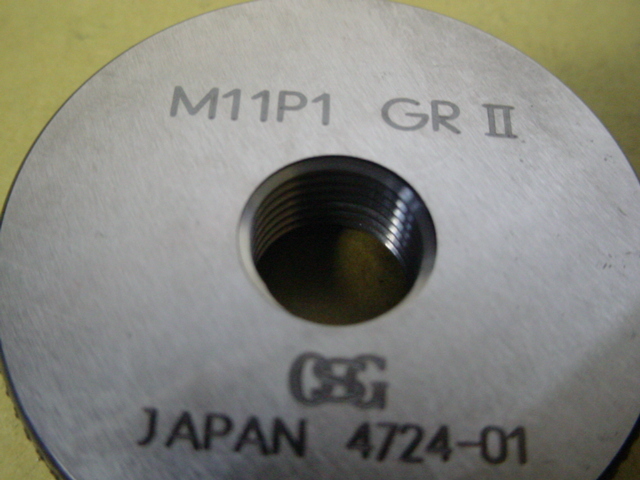 M11P1 GR II
OSG
JAPAN 4724-01